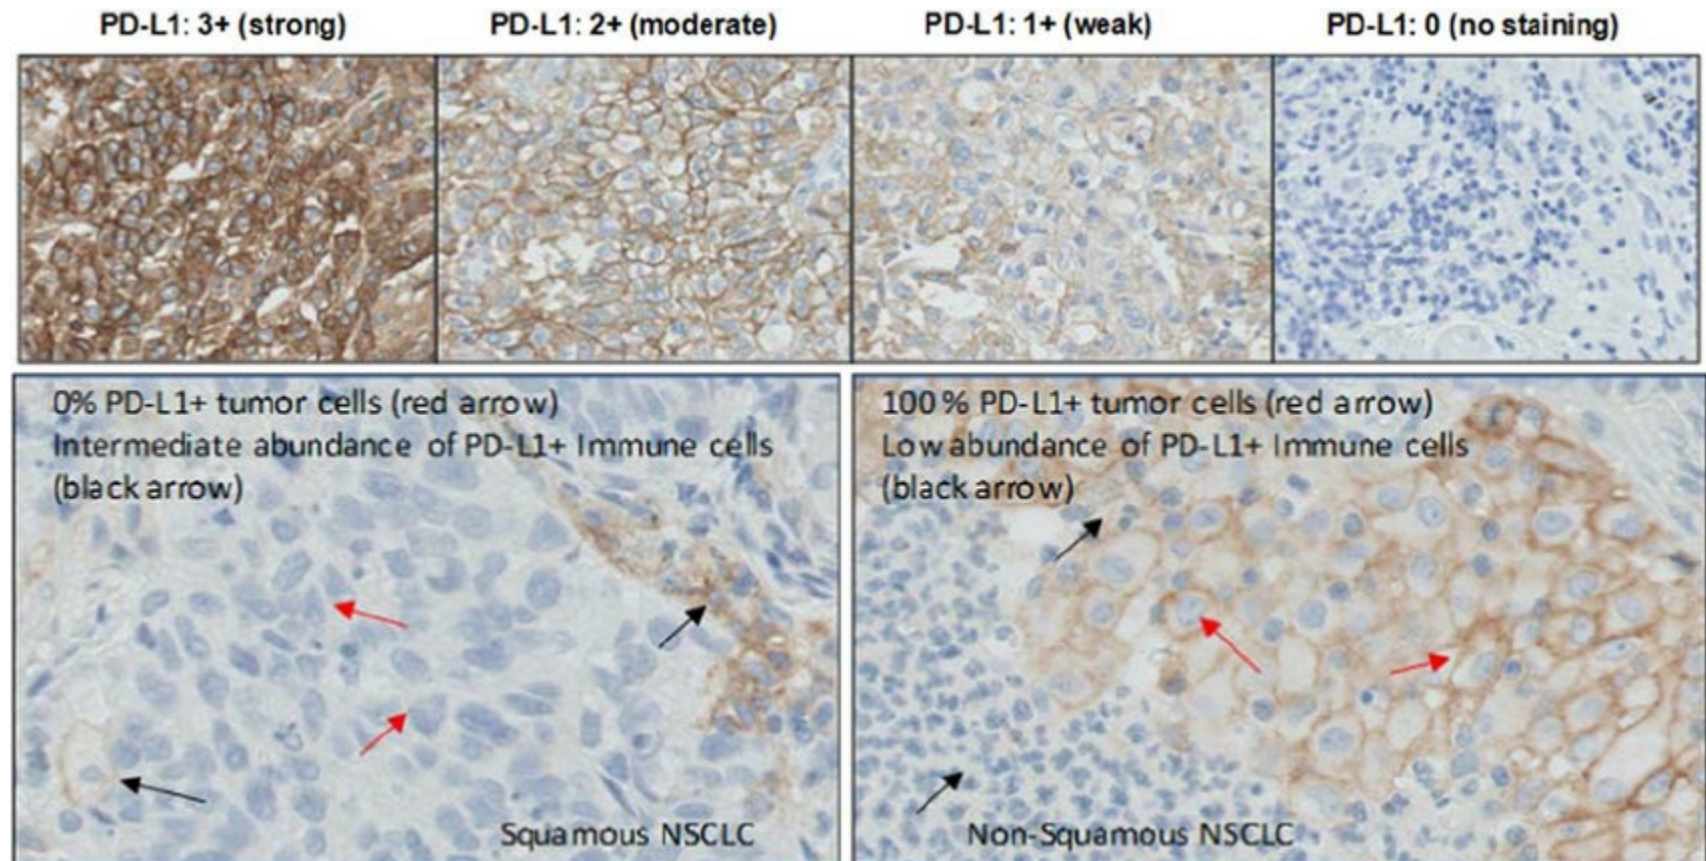 PD-L1: 3+ (strong)
PD-L1: 2+ (moderate)
PD-L1: 1+ (weak)
PD-L1: 0 (no staining)
0% PD-L1+ tumor cells (red arrow)
Intermediate abundance of PD-L1+ Immune cells
(black arrow)
Squamous NSCLC
100 % PD-L1+ tumor cells (red arrow)
Low abundance of PD-L1+ Immune cells
(black arrow)
Non-Squamous NSCLC